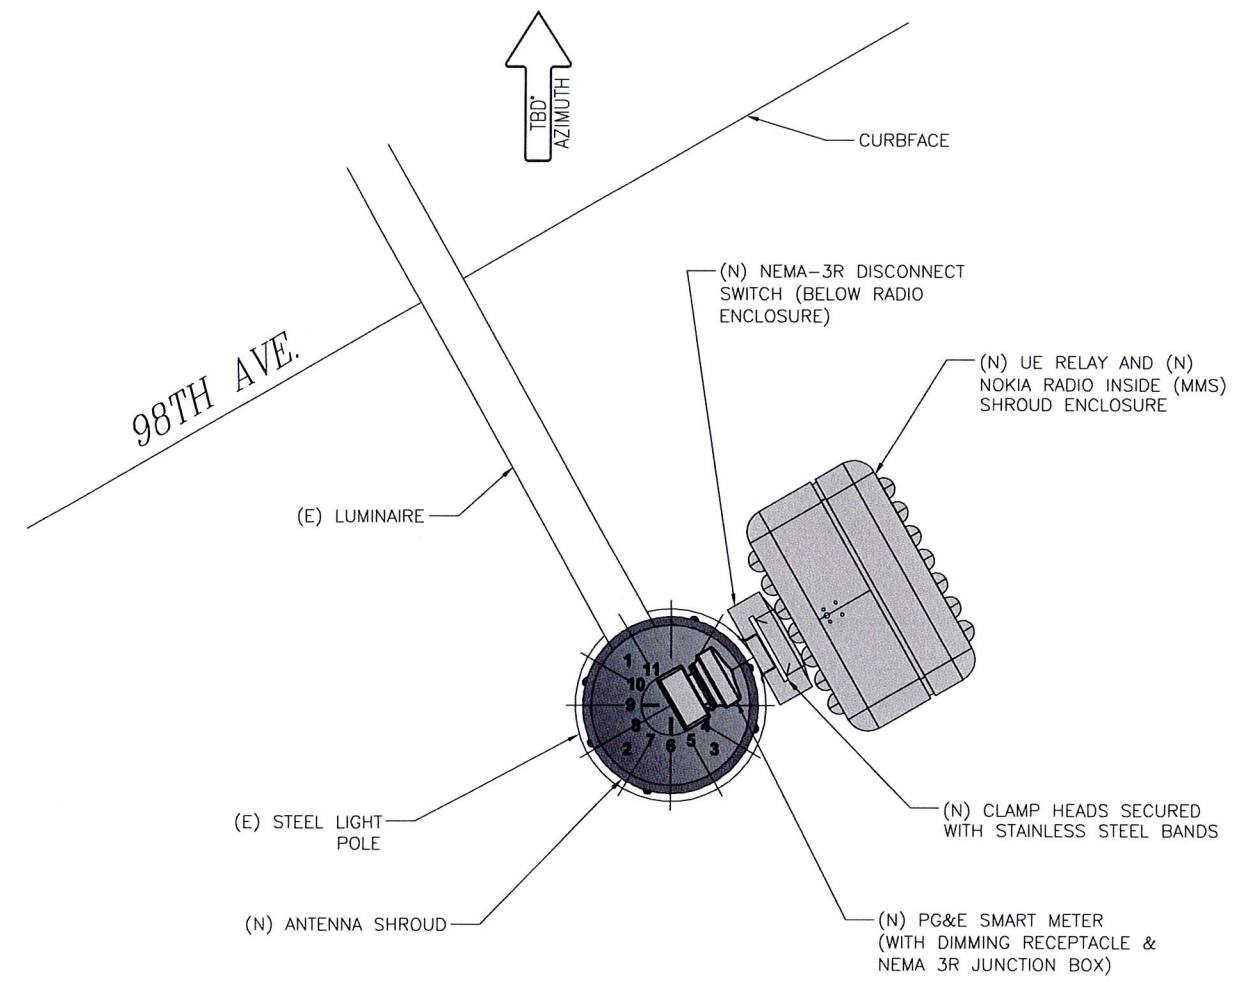 TBD°
AZIMUTH
CURBFACE
(N) NEMA-3R DISCONNECT
SWITCH (BELOW RADIO
ENCLOSURE)
98TH AVE.
(N) UE RELAY AND (N)
NOKIA RADIO INSIDE (MMS)
SHROUD ENCLOSURE
(E) LUMINAIRE
1
11
10
9
8
7
6
5
4
2
3
(E) STEEL LIGHT
POLE
(N) CLAMP HEADS SECURED
WITH STAINLESS STEEL BANDS
(N) ANTENNA SHROUD
(N) PG&E SMART METER
(WITH DIMMING RECEPTACLE &
NEMA 3R JUNCTION BOX)